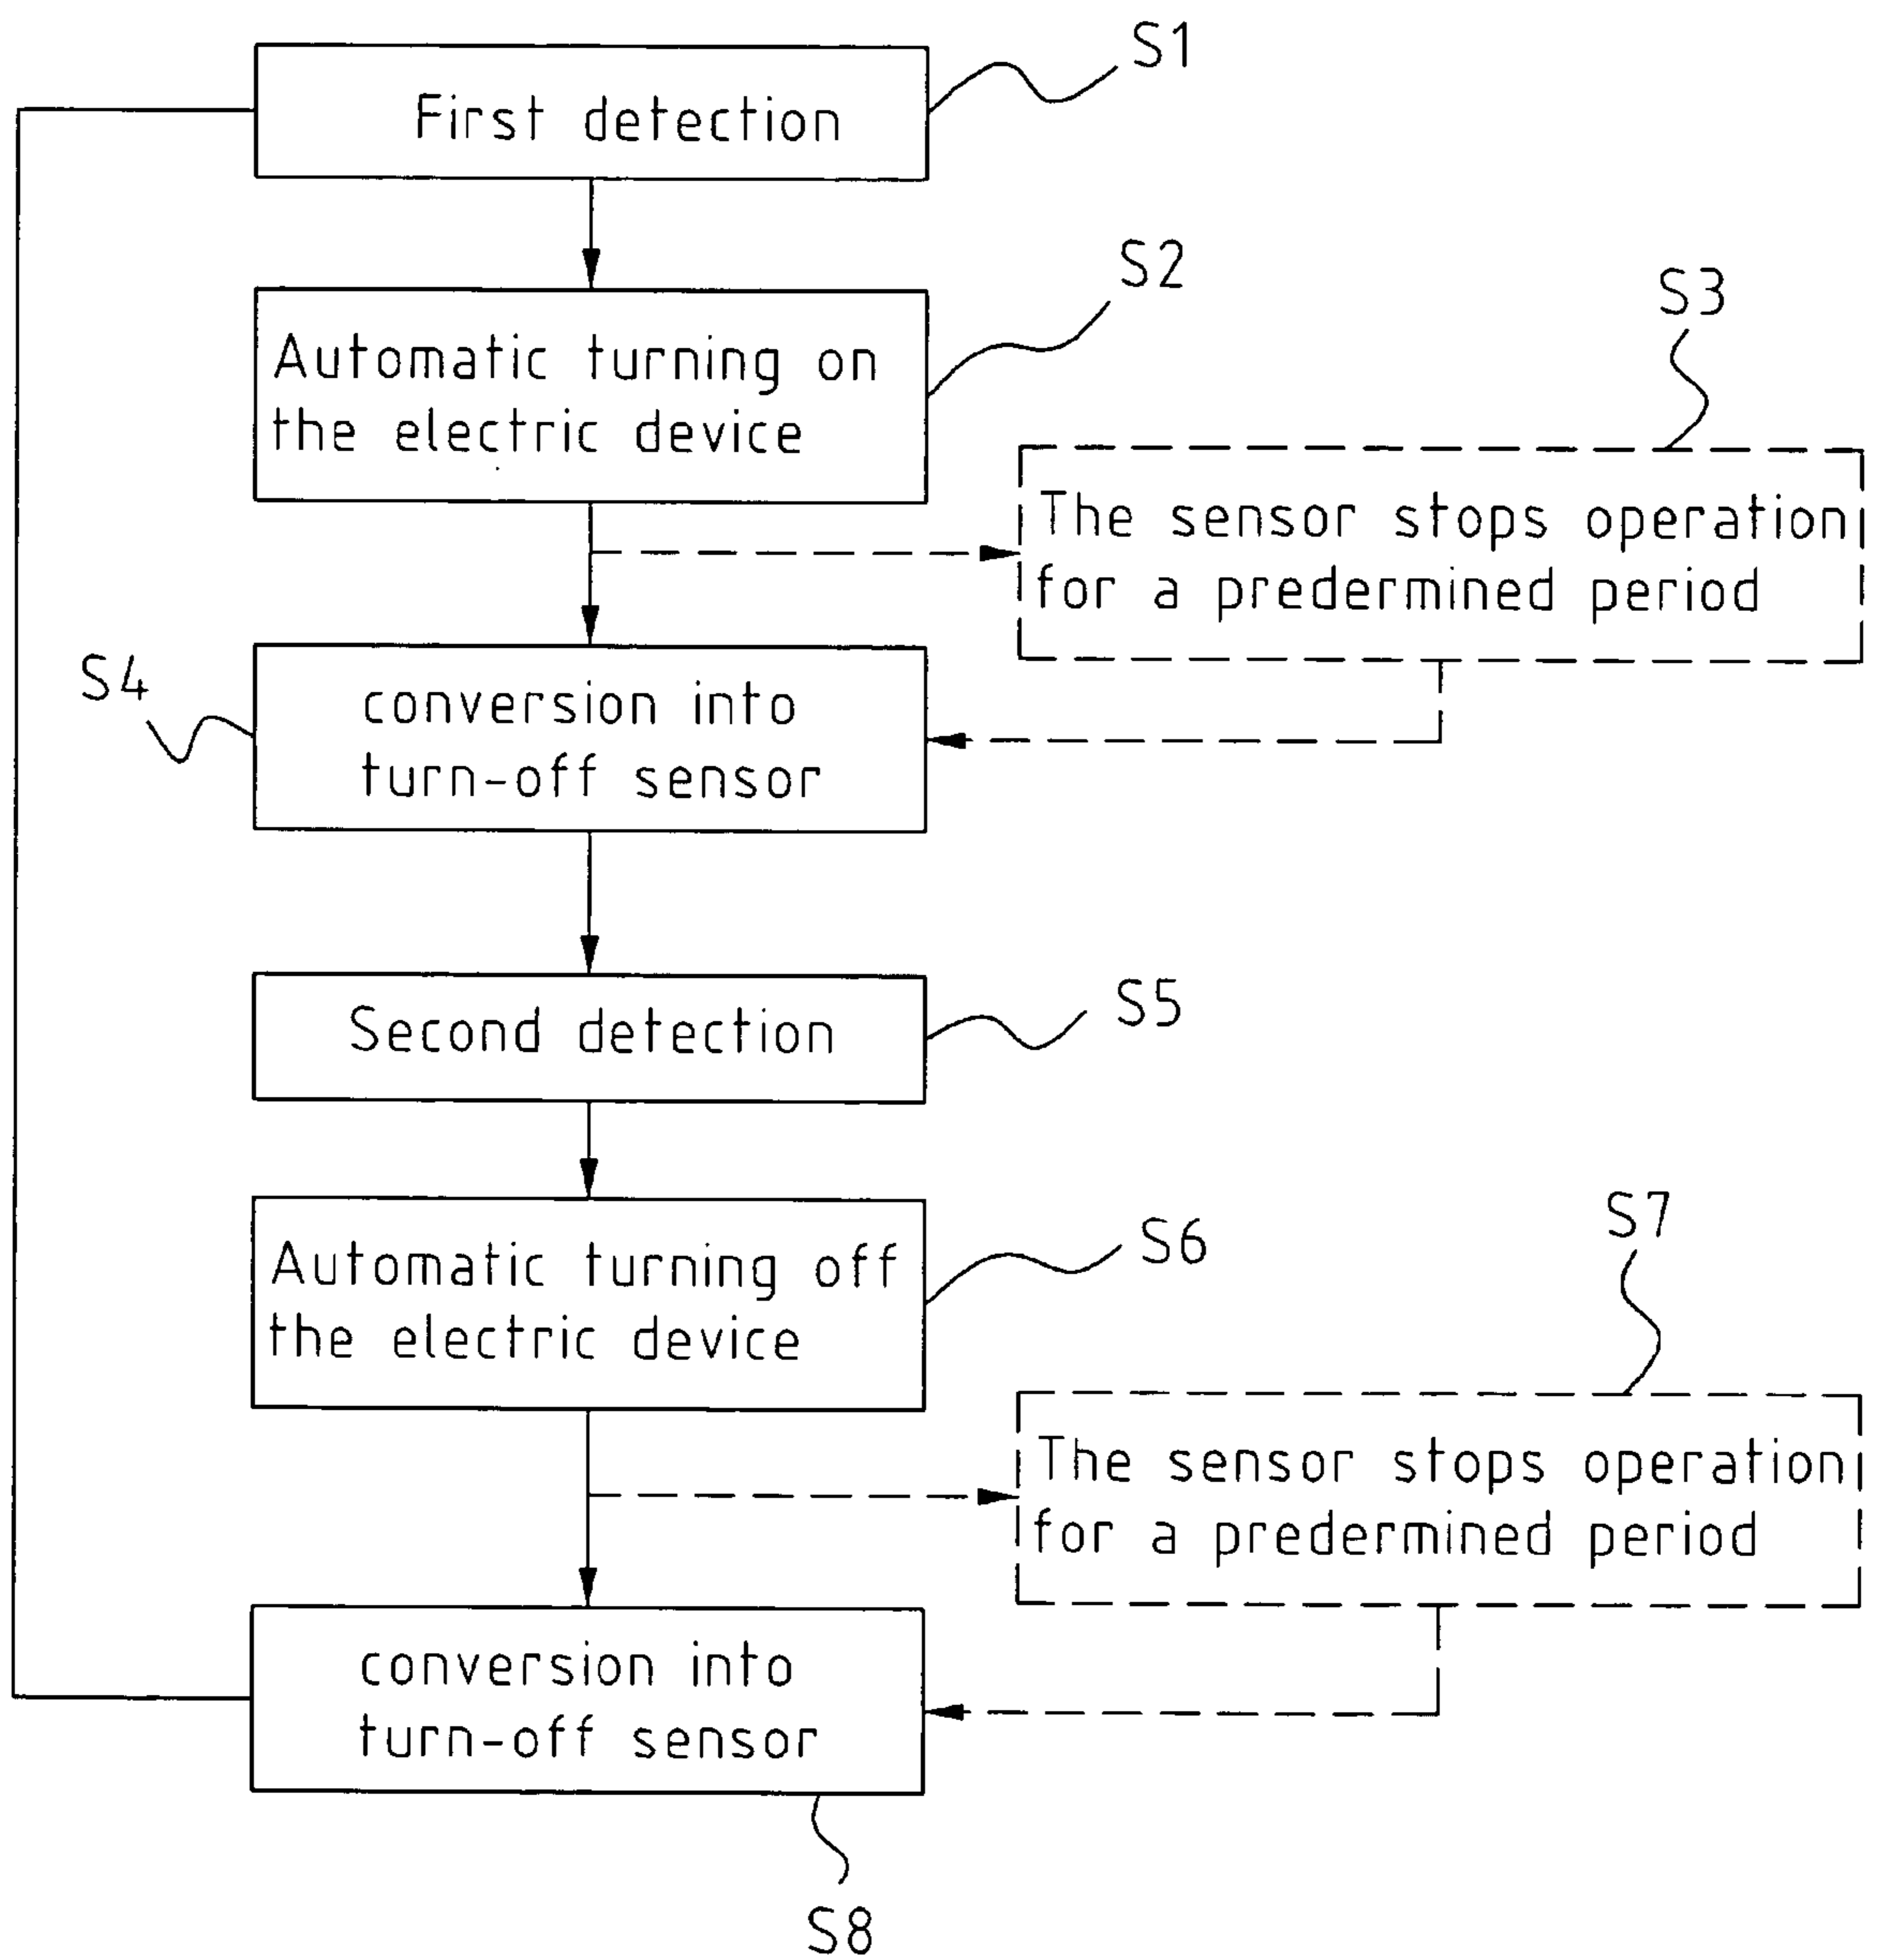 S1
First detection
S2
Automatic turning on
the electric device
S3
The sensor stops operation
for a predermined period
S4
conversion into
turn-off sensor
S5
Second detection
S6
Automatic turning off
the electric device
S7
The sensor stops operation
for a predermined period
conversion into
turn-off sensor
S8